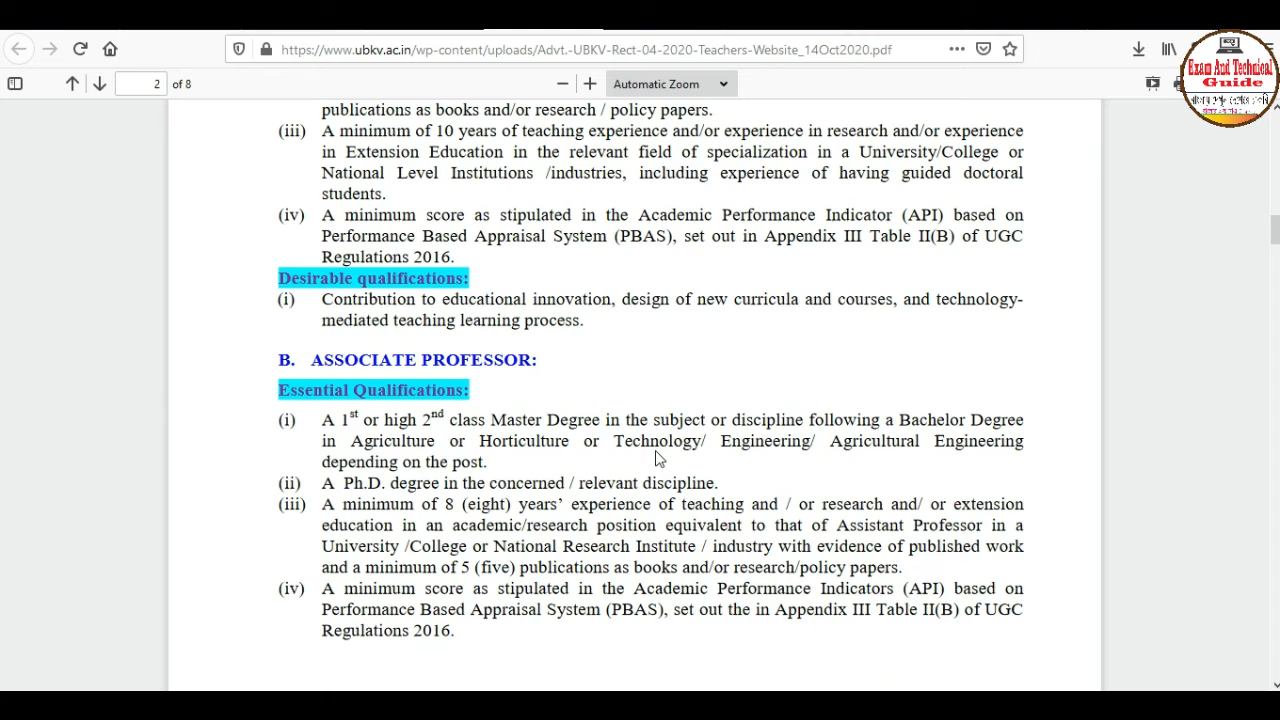 https://www.ubkv.ac.in/wp-content/uploads/Advt.-UBKV-Rect-04-2020-Teachers-Website_14Oct2020.pdf
2 of 8
Automatic Zoom
Exam And Technical
Guide
publications as books and/or research / policy papers.
(iii) A minimum of 10 years of teaching experience and/or experience in research and/or experience
in Extension Education in the relevant field of specialization in a University/College or
National Level Institutions /industries, including experience of having guided doctoral
students.
(iv) A minimum score as stipulated in the Academic Performance Indicator (API) based on
Performance Based Appraisal System (PBAS), set out in Appendix III Table II(B) of UGC
Regulations 2016.
Desirable qualifications:
(i) Contribution to educational innovation, design of new curricula and courses, and technology-
mediated teaching learning process.
B. ASSOCIATE PROFESSOR:
Essential Qualifications:
(i) A 1st or high 2nd class Master Degree in the subject or discipline following a Bachelor Degree
in Agriculture or Horticulture or Technology/ Engineering/ Agricultural Engineering
depending on the post.
(ii) A Ph.D. degree in the concerned / relevant discipline.
(iii) A minimum of 8 (eight) years’ experience of teaching and / or research and/ or extension
education in an academic/research position equivalent to that of Assistant Professor in a
University /College or National Research Institute / industry with evidence of published work
and a minimum of 5 (five) publications as books and/or research/policy papers.
(iv) A minimum score as stipulated in the Academic Performance Indicators (API) based on
Performance Based Appraisal System (PBAS), set out the in Appendix III Table II(B) of UGC
Regulations 2016.